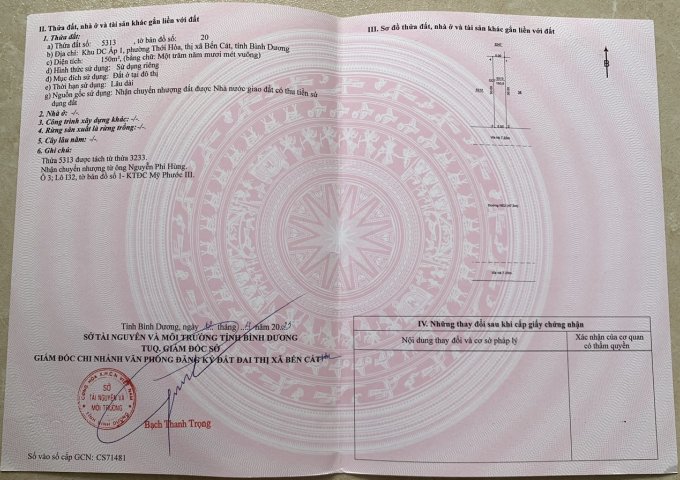 II. Thửa đất, nhà ở và tài sản khác gắn liền với đất
1. Thửa đất:
a) Thửa đất số: 5313 , tờ bản đồ số: 20
b) Địa chỉ: Khu DC Ấp 1, phường Thới Hòa, thị xã Bến Cát, tỉnh Bình Dương
c) Diện tích: 150m², (bằng chữ: Một trăm năm mươi mét vuông)
d) Hình thức sử dụng: Sử dụng riêng
đ) Mục đích sử dụng: Đất ở tại đô thị
e) Thời hạn sử dụng: Lâu dài
g) Nguồn gốc sử dụng: Nhận chuyển nhượng đất được Nhà nước giao đất có thu tiền sử
dụng đất
2. Nhà ở: -/-
3. Công trình xây dựng khác: -/-
4. Rừng sản xuất là rừng trồng: -/-
5. Cây lâu năm: -/-
6. Ghi chú:
Thửa 5313 được tách từ thửa 3233.
Nhận chuyển nhượng từ ông Nguyễn Phi Hùng.
Ô 3; Lô I32, tờ bản đồ số 1- KTĐC Mỹ Phước III.
Tỉnh Bình Dương, ngày tháng năm 20
SỞ TÀI NGUYÊN VÀ MÔI TRƯỜNG TỈNH BÌNH DƯƠNG
TUQ. GIÁM ĐỐC SỞ
GIÁM ĐỐC CHI NHÁNH VĂN PHÒNG ĐĂNG KÝ ĐẤT ĐAI THỊ XÃ BẾN CÁT
SỞ
TÀI NGUYÊN VÀ
MÔI TRƯỜNG
Bạch Thanh Trọng
Số vào sổ cấp GCN: CS71481
III. Sơ đồ thửa đất, nhà ở và tài sản khác gắn liền với đất
B
IV. Những thay đổi sau khi cấp giấy chứng nhận
Nội dung thay đổi và cơ sở pháp lý
Xác nhận của cơ quan
có thẩm quyền